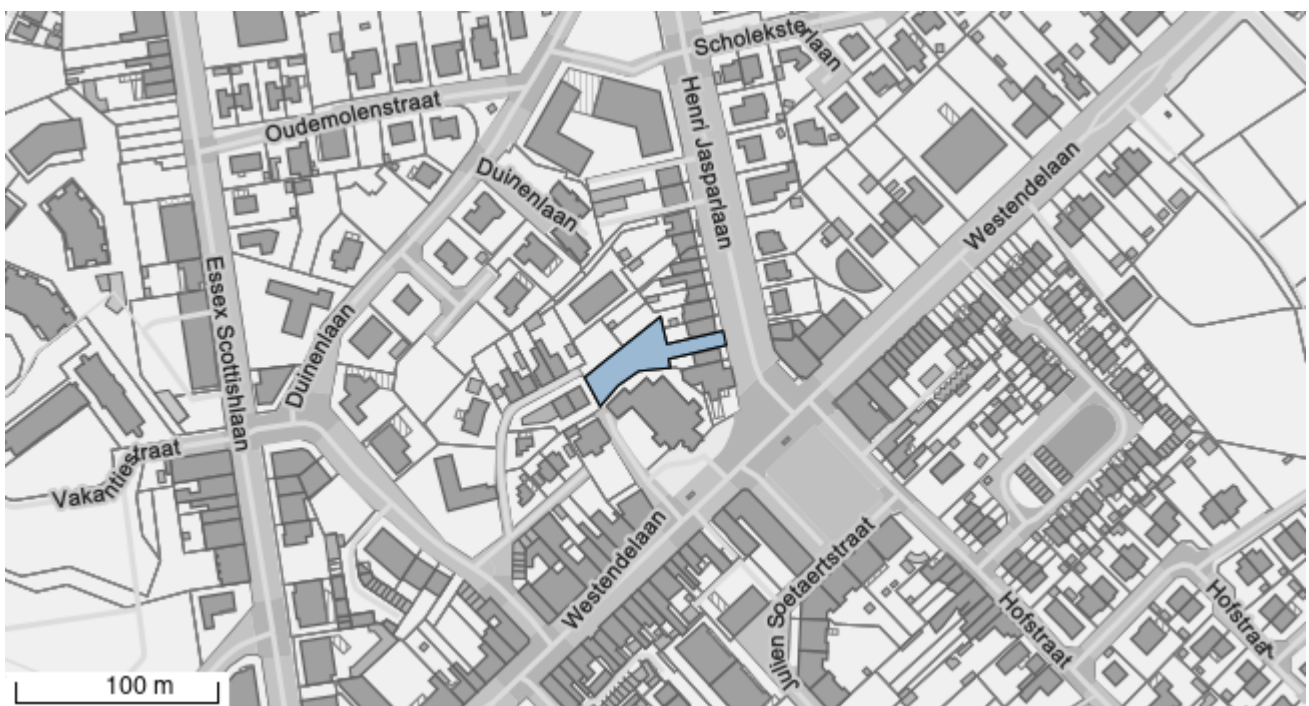 Scholeksterlaan
Henri Jasparlaan
Oudemolenstraat
Duinenlaan
Westendelaan
Essex Scottishlaan
Duinenlaan
Vakantiestraat
Westendelaan
Julien Soetaertstraat
Hofstraat
Hofstraat
100 m